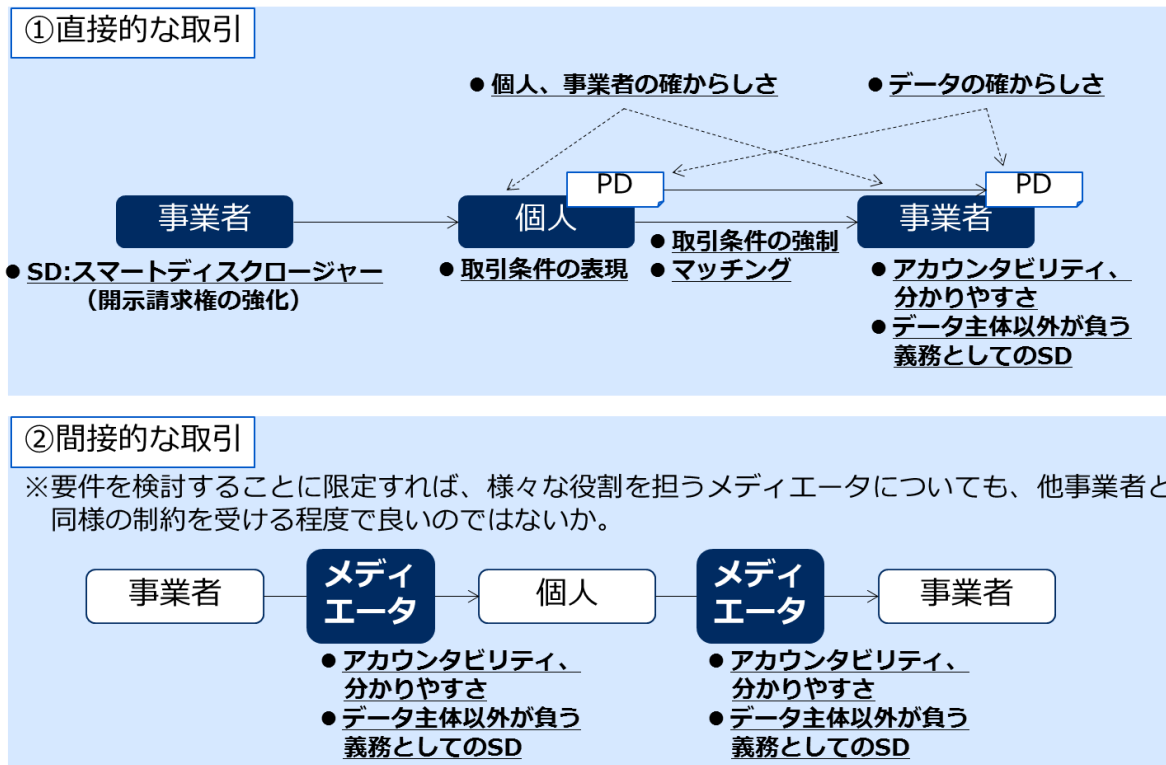 ①直接的な取引
●個人、事業者の確からしさ
●データの確からしさ
PD
PD
事業者
個人
事業者
●SD:スマートディスクロージャー
（開示請求権の強化）
●取引条件の表現
●取引条件の強制
●マッチング
●アカウンタビリティ、
分かりやすさ
●データ主体以外が負う
義務としてのSD
②間接的な取引
※要件を検討することに限定すれば、様々な役割を担うメディエータについても、他事業者と
同様の制約を受ける程度で良いのではないか。
事業者
メディ
エータ
個人
メディ
エータ
事業者
●アカウンタビリティ、
分かりやすさ
●データ主体以外が負う
義務としてのSD
●アカウンタビリティ、
分かりやすさ
●データ主体以外が負う
義務としてのSD